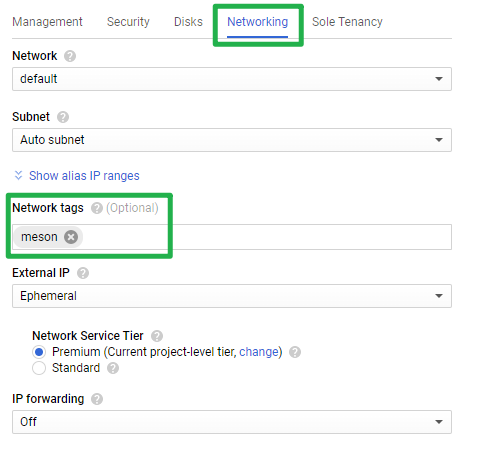 Management Security Disks Networking Sole Tenancy
Network ?
default
Subnet ?
Auto subnet
Show alias IP ranges
Network tags ? (Optional)
meson
External IP ?
Ephemeral
Network Service Tier ?
Premium (Current project-level tier, change) ?
Standard ?
IP forwarding ?
Off